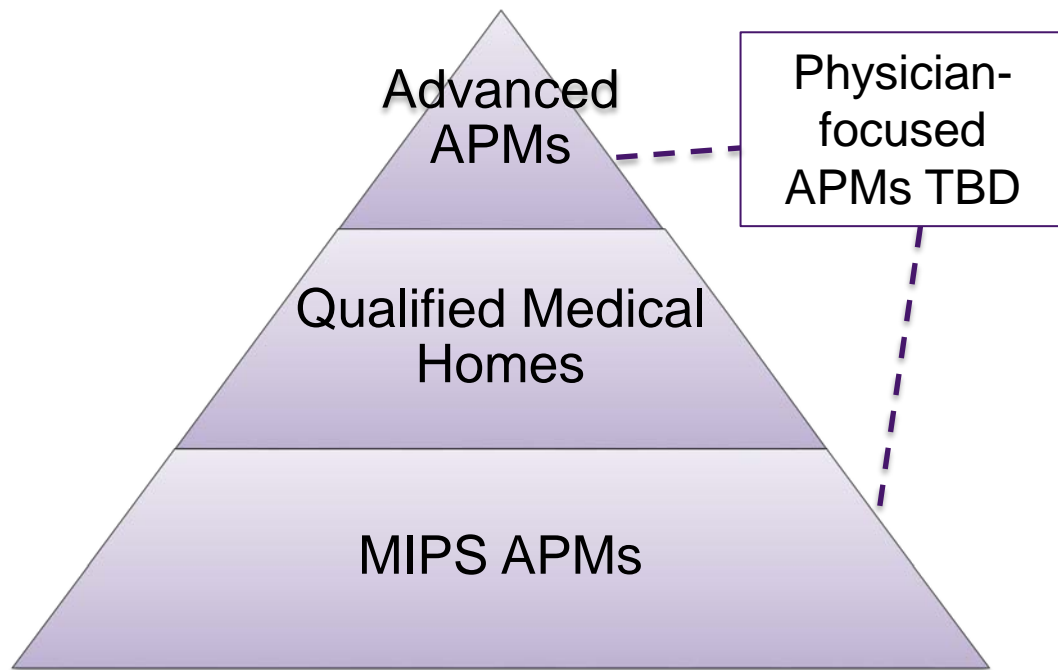 Advanced
APMs
Physician-
focused
APMs TBD
Qualified Medical
Homes
MIPS APMs